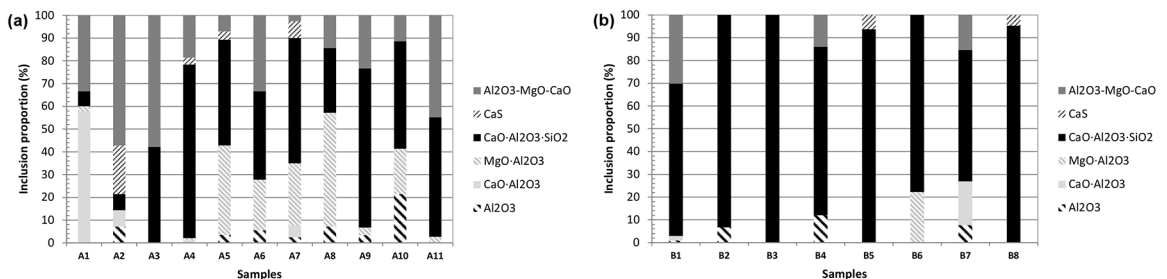 (a)
Inclusion proportion (%)
100
90
80
70
60
50
40
30
20
10
0
A1 A2 A3 A4 A5 A6 A7 A8 A9 A10 A11
Samples
Al2O3-MgO-CaO
CaS
CaO·Al2O3·SiO2
MgO·Al2O3
CaO·Al2O3
Al2O3
(b)
Inclusion proportion (%)
100
90
80
70
60
50
40
30
20
10
0
B1 B2 B3 B4 B5 B6 B7 B8
Samples
Al2O3-MgO-CaO
CaS
CaO·Al2O3·SiO2
MgO·Al2O3
CaO·Al2O3
Al2O3